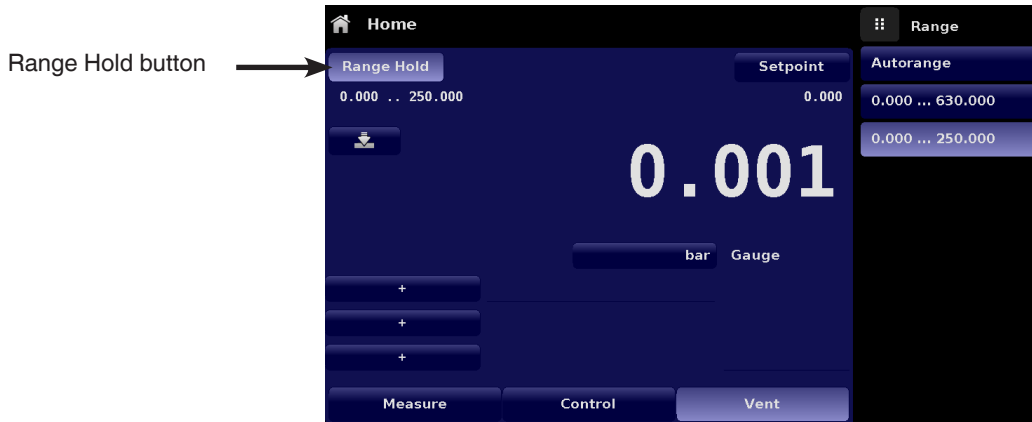 Range Hold button
Home
Range Hold
Setpoint
0.000 .. 250.000
0.000
0.001
bar
Gauge
+
+
+
Measure
Control
Vent
Range
Autorange
0.000 ... 630.000
0.000 ... 250.000